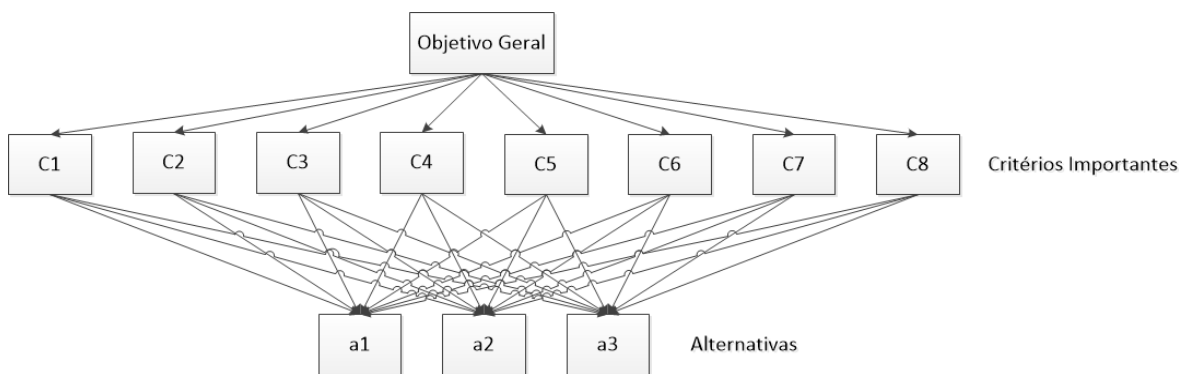 Objetivo Geral
C1 C2 C3 C4 C5 C6 C7 C8 Critérios Importantes
a1 a2 a3 Alternativas